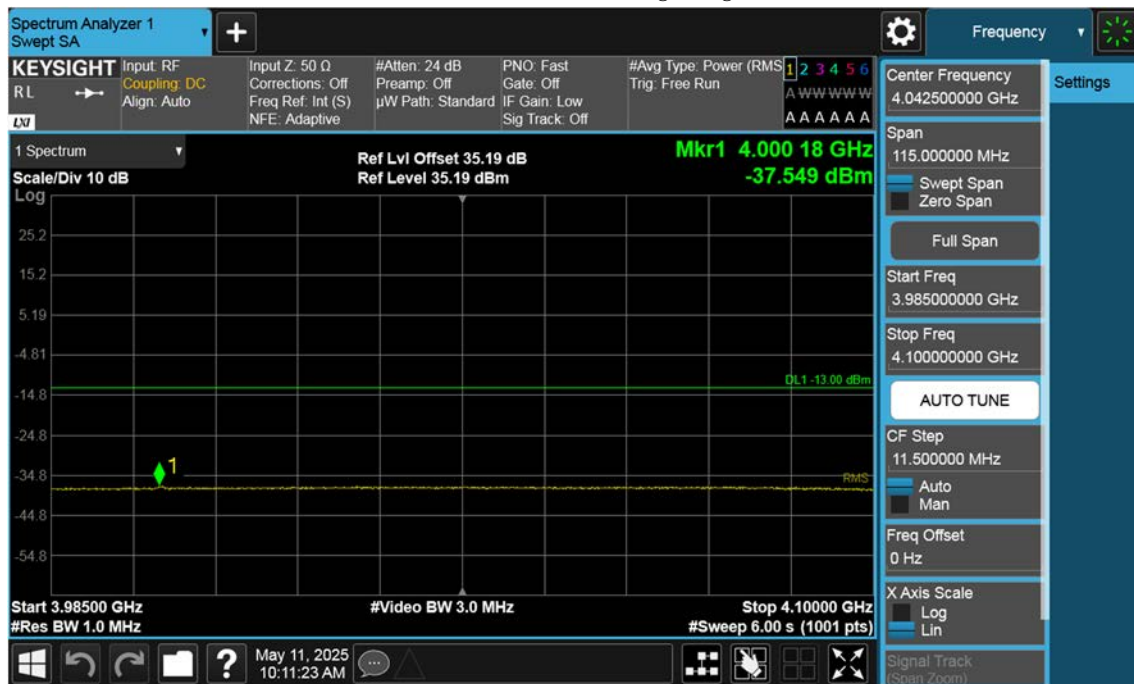 Spectrum Analyzer 1
Swept SA
Frequency
KEYSIGHT
RL
LXI
Input: RF
Coupling: DC
Align: Auto
Input Z: 50 Ω
Corrections: Off
Freq Ref: Int (S)
NFE: Adaptive
#Atten: 24 dB
Preamp: Off
µW Path: Standard
PNO: Fast
Gate: Off
IF Gain: Low
Sig Track: Off
#Avg Type: Power (RMS
Trig: Free Run
1 2 3 4 5 6
A W W W W W
A A A A A A
1 Spectrum
Scale/Div 10 dB
Ref Lvl Offset 35.19 dB
Ref Level 35.19 dBm
Mkr1 4.000 18 GHz
-37.549 dBm
Log
25.2
15.2
5.19
-4.81
DL1 -13.00 dBm
-14.8
-24.8
1
-34.8
RMS
-44.8
-54.8
Start 3.98500 GHz
#Video BW 3.0 MHz
Stop 4.10000 GHz
#Res BW 1.0 MHz
#Sweep 6.00 s (1001 pts)
?
May 11, 2025
10:11:23 AM
Center Frequency
4.042500000 GHz
Settings
Span
115.000000 MHz
Swept Span
Zero Span
Full Span
Start Freq
3.985000000 GHz
Stop Freq
4.100000000 GHz
AUTO TUNE
CF Step
11.500000 MHz
Auto
Man
Freq Offset
0 Hz
X Axis Scale
Log
Lin
Signal Track
(Span Zoom)